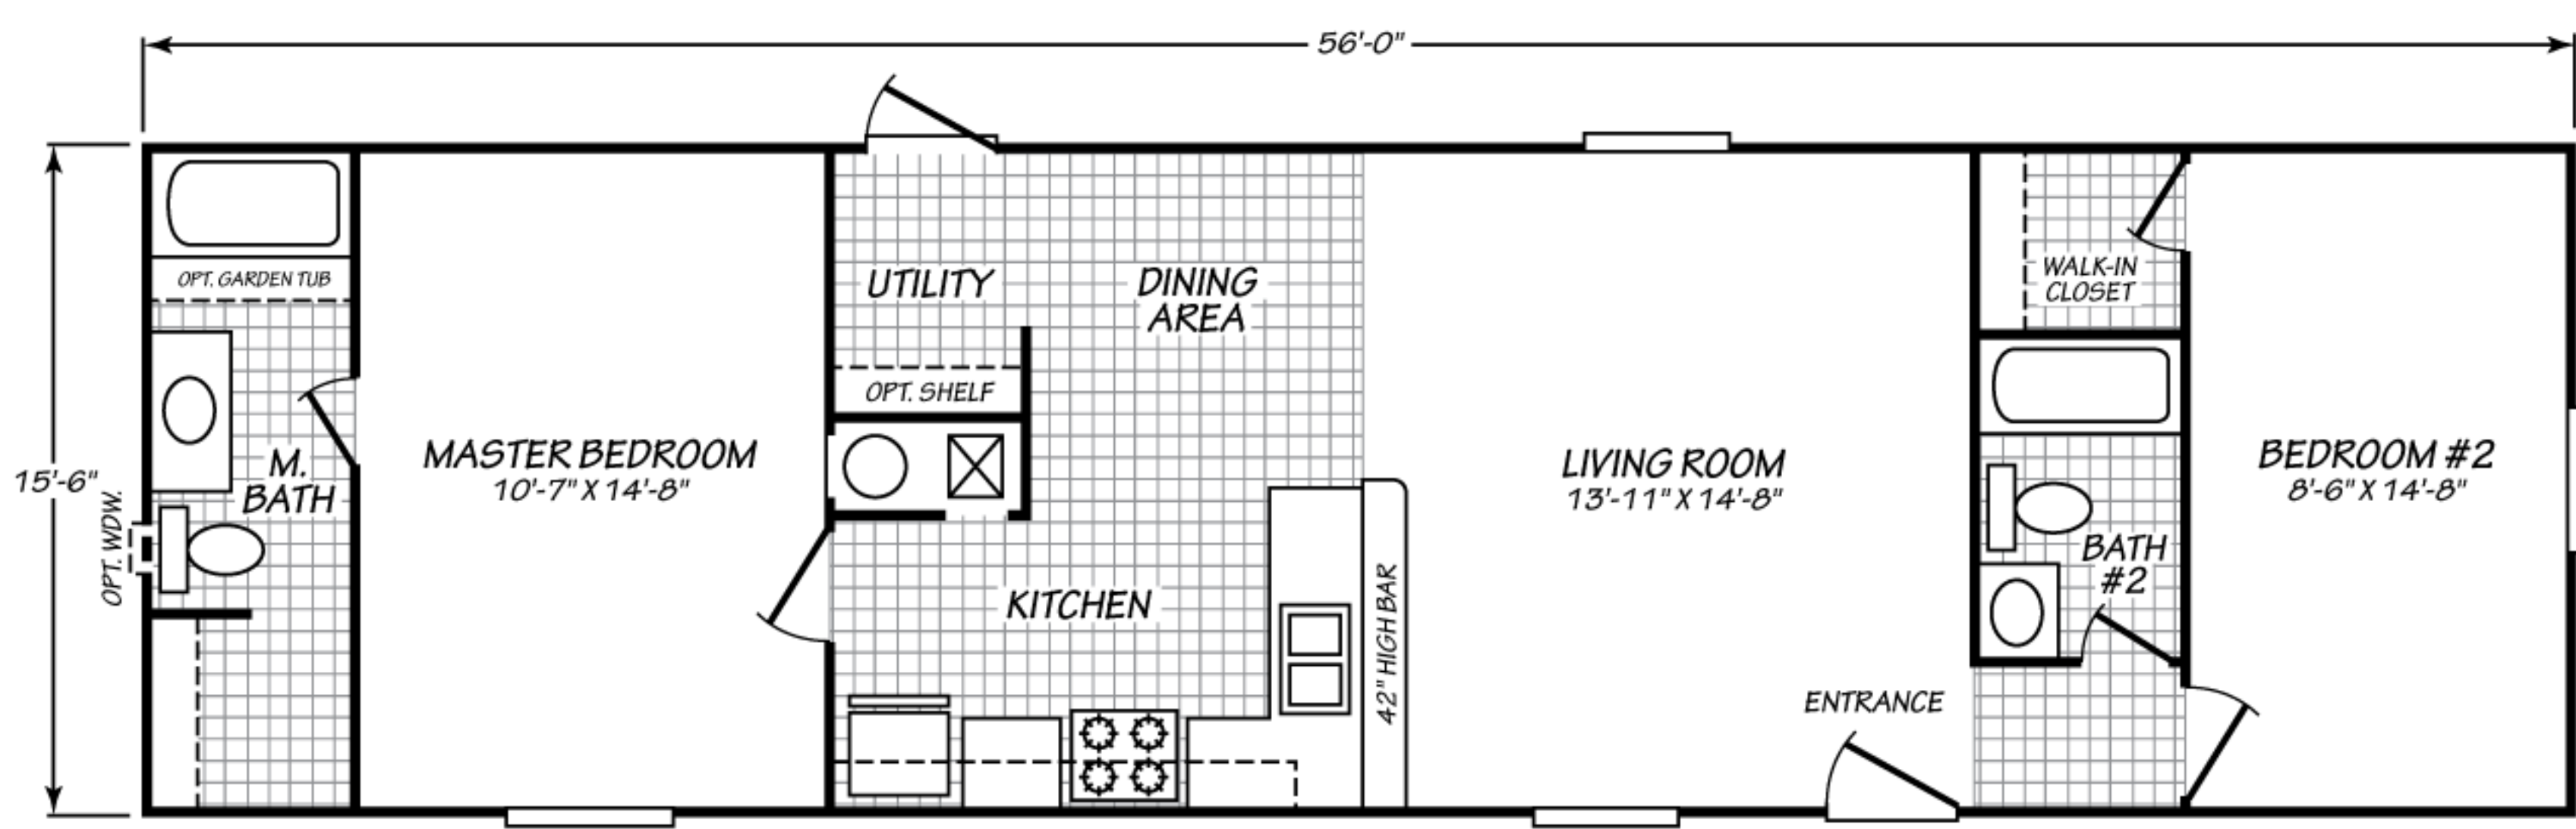 56'-0"
15'-6"
OPT. GARDEN TUB
M.
BATH
OPT. WDW.
MASTER BEDROOM
10'-7" X 14'-8"
UTILITY
OPT. SHELF
DINING
AREA
KITCHEN
42" HIGH BAR
LIVING ROOM
13'-11" X 14'-8"
ENTRANCE
WALK-IN
CLOSET
BATH
#2
BEDROOM #2
8'-6" X 14'-8"